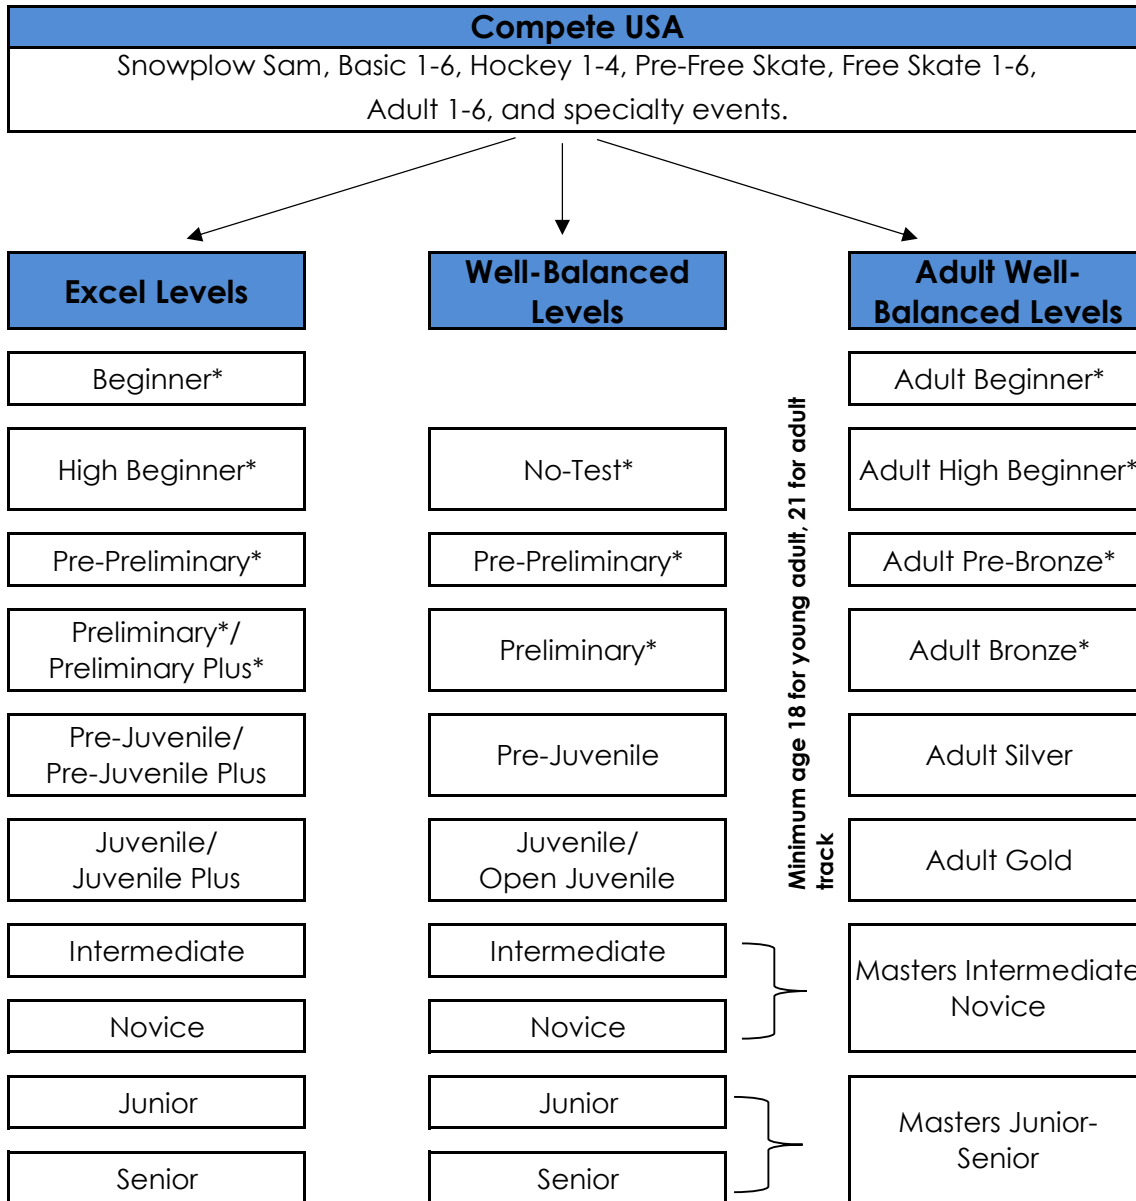 Compete USA
Snowplow Sam, Basic 1-6, Hockey 1-4, Pre-Free Skate, Free Skate 1-6,
Adult 1-6, and specialty events.
Excel Levels
Beginner*
High Beginner*
Pre-Preliminary*
Preliminary*/
Preliminary Plus*
Pre-Juvenile/
Pre-Juvenile Plus
Juvenile/
Juvenile Plus
Intermediate
Novice
Junior
Senior
Well-Balanced
Levels
No-Test*
Pre-Preliminary*
Preliminary*
Pre-Juvenile
Juvenile/
Open Juvenile
Intermediate
Novice
Junior
Senior
Minimum age 18 for young adult, 21 for adult
track
Adult Well-
Balanced Levels
Adult Beginner*
Adult High Beginner*
Adult Pre-Bronze*
Adult Bronze*
Adult Silver
Adult Gold
Masters Intermediate
Novice
Masters Junior-
Senior